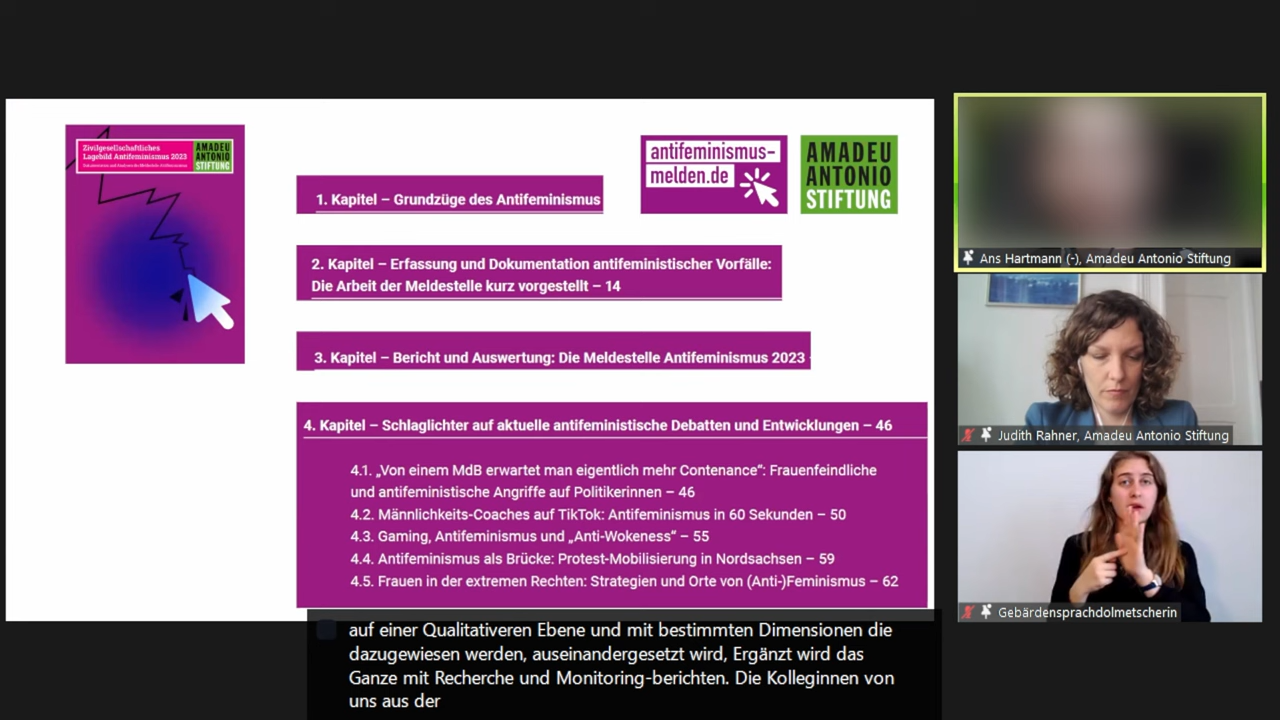 Zivilgesellschaftliches
Lagebild Antifeminismus 2023
AMADEU
ANTONIO
STIFTUNG
antifeminismus-
melden.de
AMADEU
ANTONIO
STIFTUNG
1. Kapitel – Grundzüge des Antifeminismus
2. Kapitel – Erfassung und Dokumentation antifeministischer Vorfälle:
Die Arbeit der Meldestelle kurz vorgestellt – 14
3. Kapitel – Bericht und Auswertung: Die Meldestelle Antifeminismus 2023
4. Kapitel – Schlaglichter auf aktuelle antifeministische Debatten und Entwicklungen – 46
4.1. „Von einem MdB erwartet man eigentlich mehr Contenance“: Frauenfeindliche
und antifeministische Angriffe auf Politikerinnen – 46
4.2. Männlichkeits-Coaches auf TikTok: Antifeminismus in 60 Sekunden – 50
4.3. Gaming, Antifeminismus und „Anti-Wokeness“ – 55
4.4. Antifeminismus als Brücke: Protest-Mobilisierung in Nordsachsen – 59
4.5. Frauen in der extremen Rechten: Strategien und Orte von (Anti-)Feminismus – 62
auf einer Qualitativeren Ebene und mit bestimmten Dimensionen die
dazugewiesen werden, auseinandergesetzt wird, Ergänzt wird das
Ganze mit Recherche und Monitoring-berichten. Die Kolleginnen von
uns aus der
Ans Hartmann (-), Amadeu Antonio Stiftung
Judith Rahner, Amadeu Antonio Stiftung
Gebärdensprachdolmetscherin